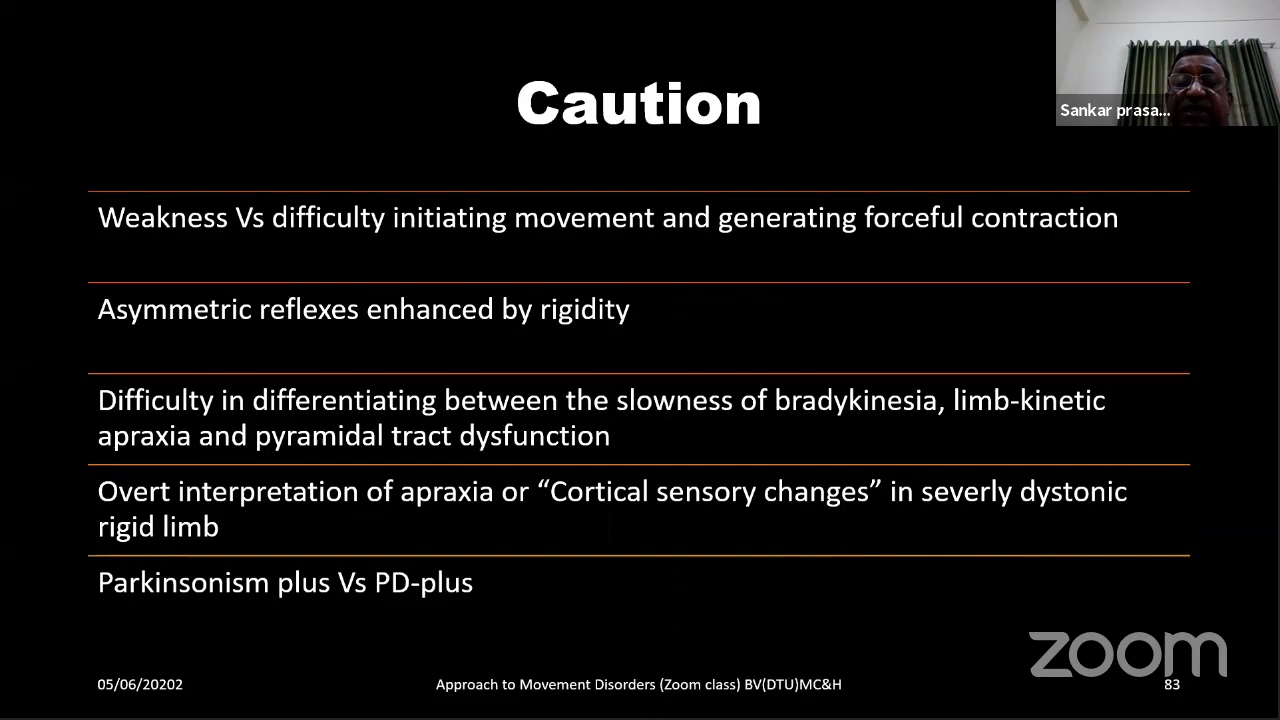 Caution
Sankar prasa...
Weakness Vs difficulty initiating movement and generating forceful contraction
Asymmetric reflexes enhanced by rigidity
Difficulty in differentiating between the slowness of bradykinesia, limb-kinetic
apraxia and pyramidal tract dysfunction
Overt interpretation of apraxia or “Cortical sensory changes” in severly dystonic
rigid limb
Parkinsonism plus Vs PD-plus
zoom
05/06/20202
Approach to Movement Disorders (Zoom class) BV(DTU)MC&H
83